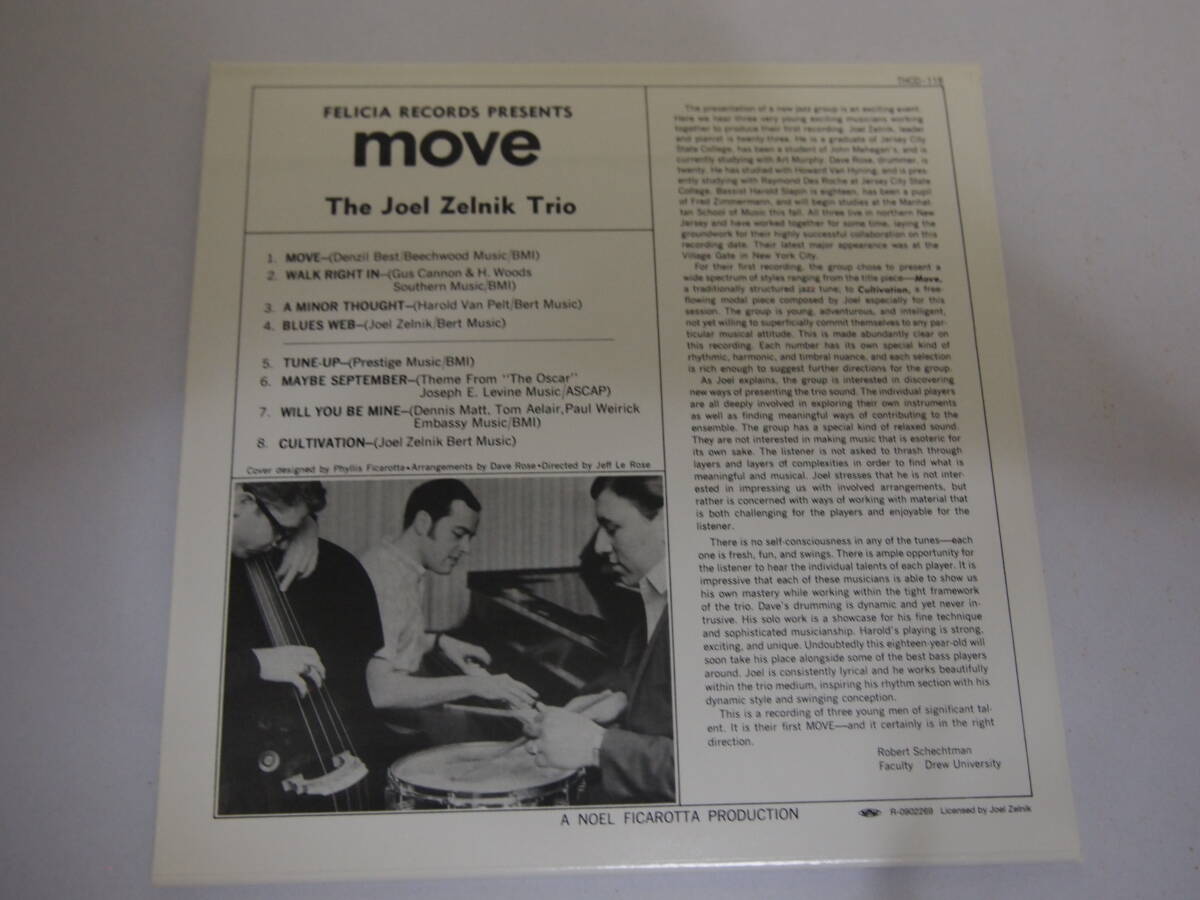 THCD-118
FELICIA RECORDS PRESENTS
move
The Joel Zelnik Trio
1. MOVE—(Denzil Best/Beechwood Music/BMI)
2. WALK RIGHT IN—(Gus Cannon & H. Woods
Southern Music/BMI)
3. A MINOR THOUGHT—(Harold Van Pelt/Bert Music)
4. BLUES WEB—(Joel Zelnik/Bert Music)
5. TUNE-UP—(Prestige Music/BMI)
6. MAYBE SEPTEMBER—(Theme From "The Oscar"
Joseph E. Levine Music/ASCAP)
7. WILL YOU BE MINE—(Dennis Matt, Tom Aelair, Paul Weirick
Embassy Music/BMI)
8. CULTIVATION—(Joel Zelnik Bert Music)
Cover designed by Phyllis Ficarotta•Arrangements by Dave Rose•Directed by Jeff Le Rose
The presentation of a new jazz group is an exciting event.
Here we hear three very young exciting musicians working
together to produce their first recording. Joel Zelnik, leader
and pianist is twenty-three. He is a graduate of Jersey City
State College, has been a student of John Mehegan's, and is
currently studying with Art Murphy. Dave Rose, drummer, is
twenty. He has studied with Howard Van Hyning, and is pres-
ently studying with Raymond Des Roche at Jersey City State
College. Bassist Harold Slapin is eighteen, has been a pupil
of Fred Zimmermann, and will begin studies at the Manhat
tan School of Music this fall. All three live in northern New
Jersey and have worked together for some time, laying the
groundwork for their highly successful collaboration on this
recording date. Their latest major appearance was at the
Village Gate in New York City.
For their first recording, the group chose to present a
wide spectrum of styles ranging from the title piece—Move,
a traditionally structured jazz tune; to Cultivation, a free-
flowing modal piece composed by Joel especially for this
session. The group is young, adventurous, and intelligent,
not yet willing to superficially commit themselves to any par-
ticular musical attitude. This is made abundantly clear on
this recording. Each number has its own special kind of
rhythmic, harmonic, and timbral nuance, and each selection
is rich enough to suggest further directions for the group.
As Joel explains, the group is interested in discovering
new ways of presenting the trio sound. The individual players
are all deeply involved in exploring their own instruments
as well as finding meaningful ways of contributing to the
ensemble. The group has a special kind of relaxed sound.
They are not interested in making music that is esoteric for
its own sake. The listener is not asked to thrash through
layers and layers of complexities in order to find what is
meaningful and musical. Joel stresses that he is not inter-
ested in impressing us with involved arrangements, but
rather is concerned with ways of working with material that
is both challenging for the players and enjoyable for the
listener.
There is no self-consciousness in any of the tunes—each
one is fresh, fun, and swings. There is ample opportunity for
the listener to hear the individual talents of each player. It is
impressive that each of these musicians is able to show us
his own mastery while working within the tight framework
of the trio. Dave's drumming is dynamic and yet never in-
trusive. His solo work is a showcase for his fine technique
and sophisticated musicianship. Harold's playing is strong,
exciting, and unique. Undoubtedly this eighteen-year-old will
soon take his place alongside some of the best bass players
around. Joel is consistently lyrical and he works beautifully
within the trio medium, inspiring his rhythm section with his
dynamic style and swinging conception.
This is a recording of three young men of significant tal-
ent. It is their first MOVE—and it certainly is in the right
direction.
Robert Schechtman
Faculty Drew University
A NOEL FICAROTTA PRODUCTION
R-0902269 Licensed by Joel Zelnik